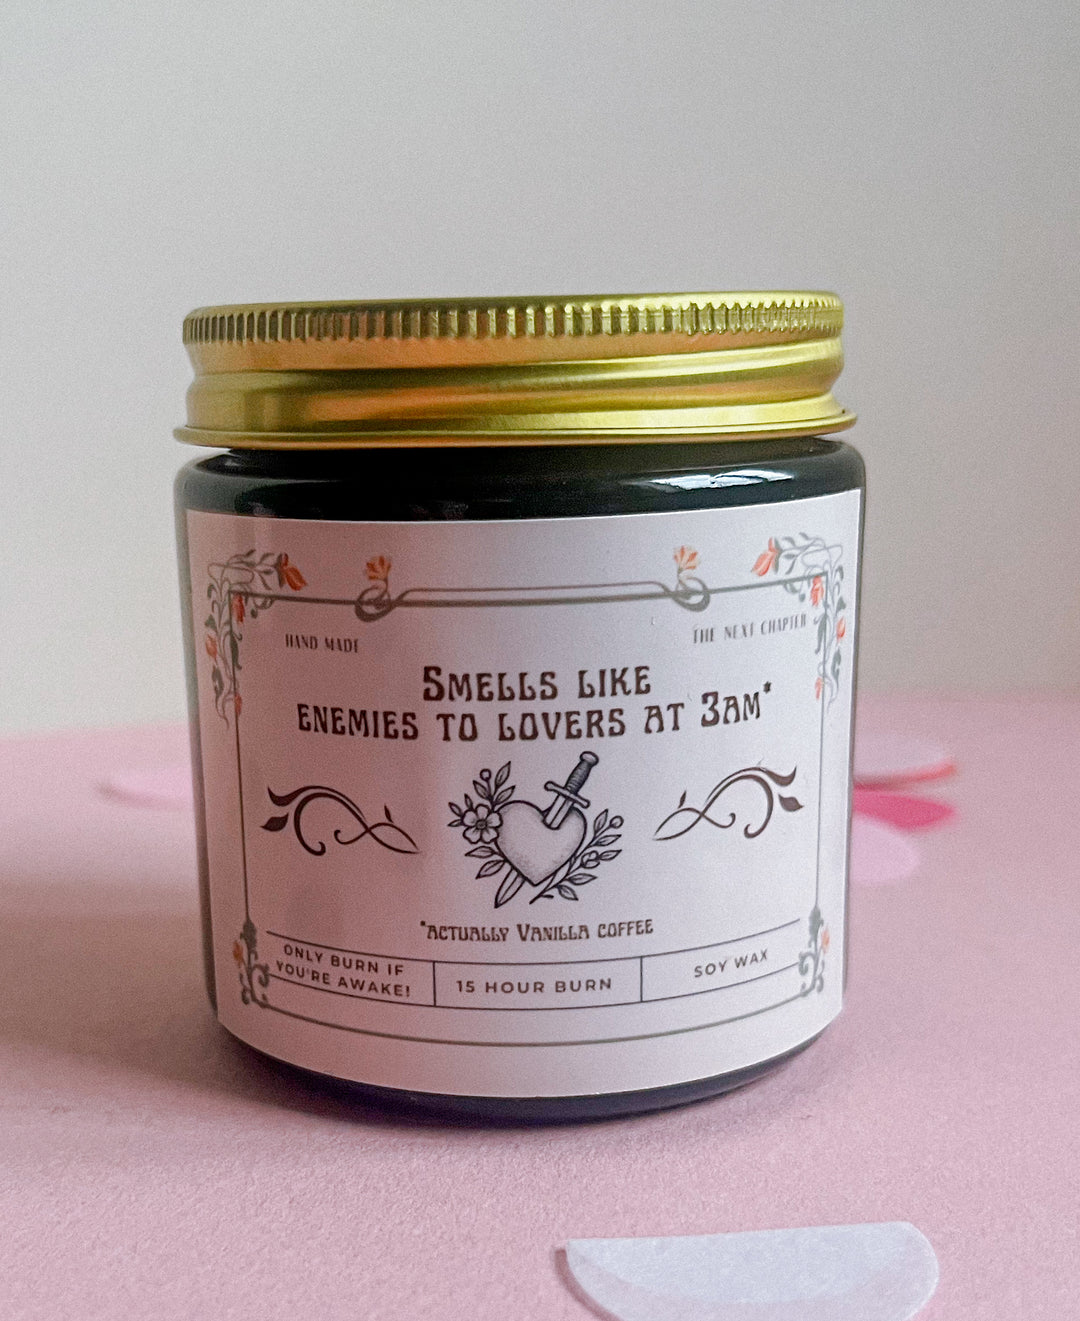 HAND MADE
THE NEXT CHAPTER
SMELLS LIKE
ENEMIES TO LOVERS AT 3AM*
*ACTUALLY VANILLA COFFEE
ONLY BURN IF
YOU'RE AWAKE!
15 HOUR BURN
SOY WAX